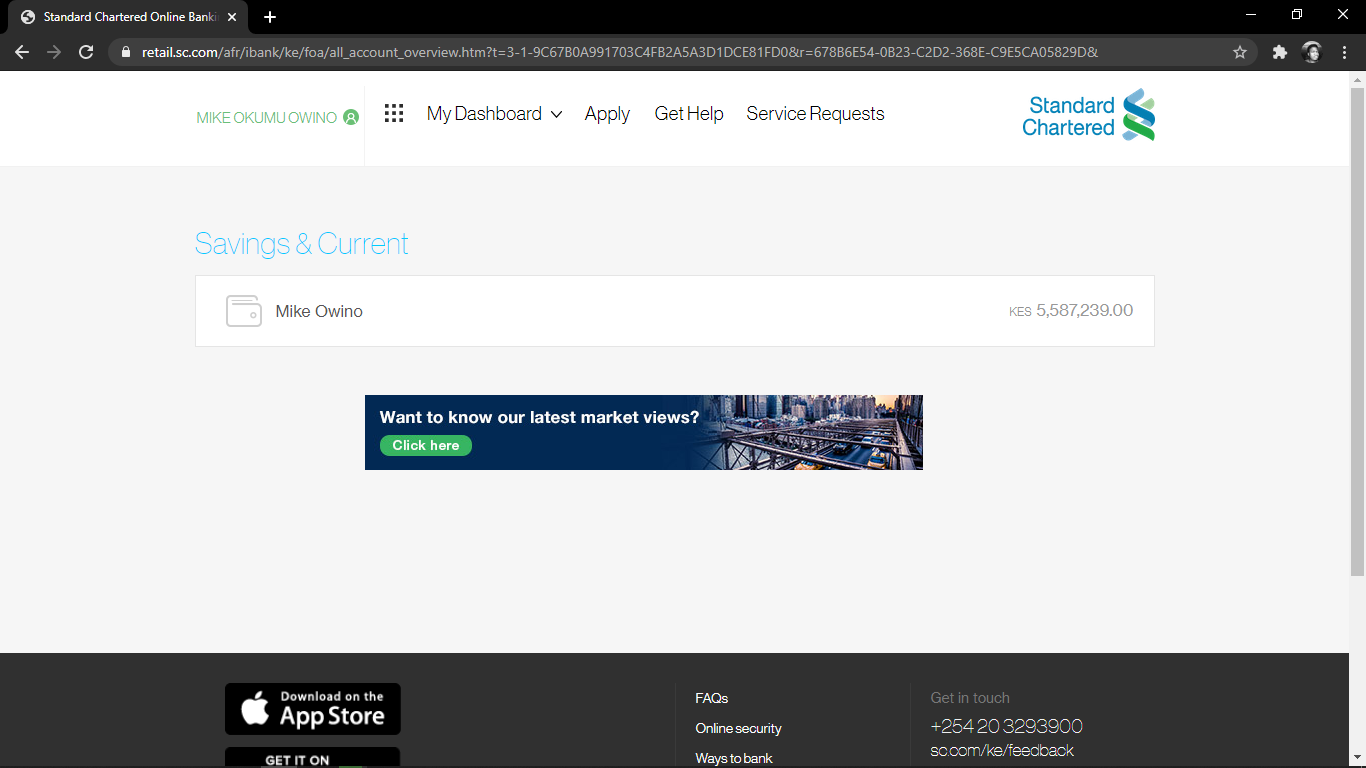 Standard Chartered Online Banki
retail.sc.com/afr/ibank/ke/foa/all_account_overview.htm?t=3-1-9C67B0A991703C4FB2A5A3D1DCE81FD0&r=678B6E54-0B23-C2D2-368E-C9E5CA05829D&
MIKE OKUMU OWINO
My Dashboard
Apply
Get Help
Service Requests
Standard
Chartered
Savings & Current
Mike Owino
KES 5,587,239.00
Want to know our latest market views?
Click here
Download on the
App Store
GET IT ON
FAQs
Online security
Ways to bank
Get in touch
+254 20 3293900
sc.com/ke/feedback